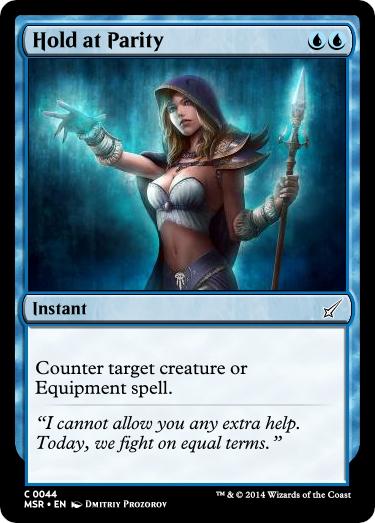 Hold at Parity
Instant
Counter target creature or
Equipment spell.
“I cannot allow you any extra help.
Today, we fight on equal terms.”
C 0044
MSR • EN Dmitriy Prozorov
™ & © 2014 Wizards of the Coast